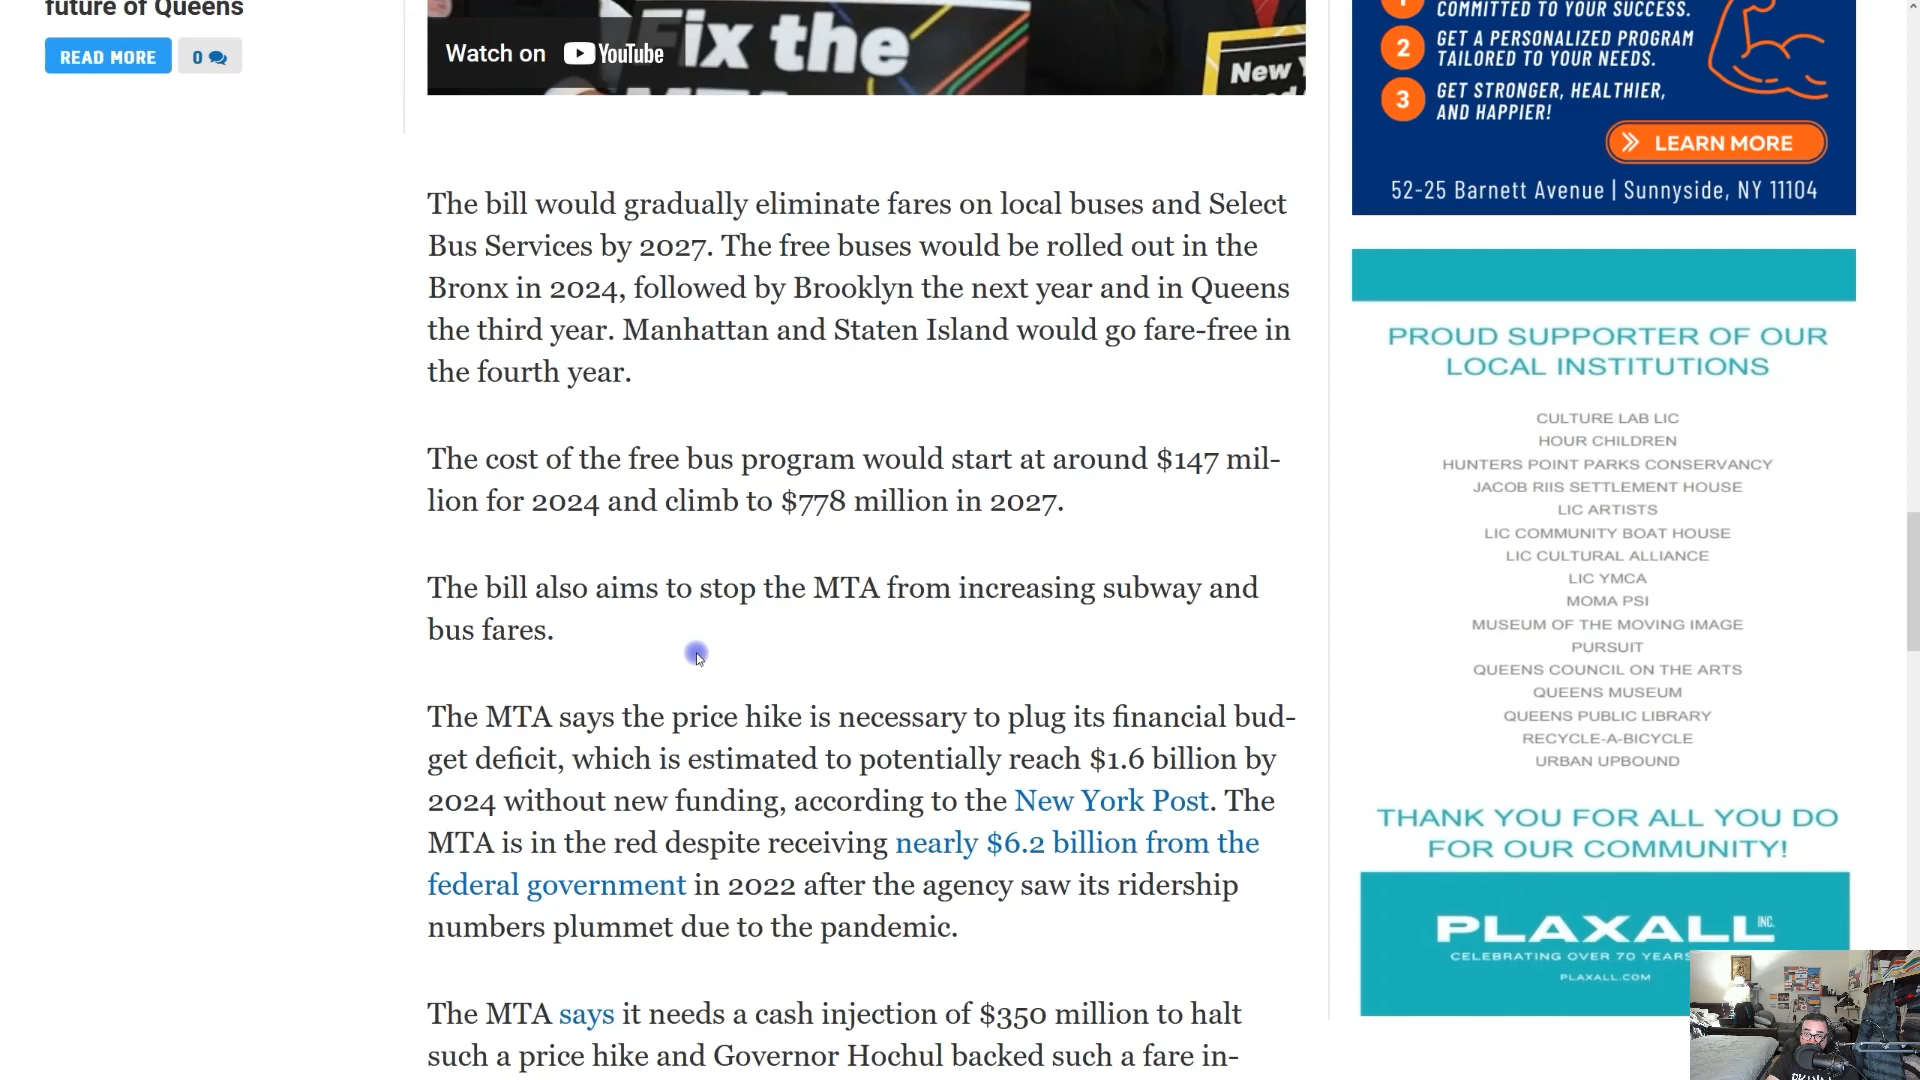 future of Queens
READ MORE
0
Watch on YouTube
Fix the
New
The bill would gradually eliminate fares on local buses and Select
Bus Services by 2027. The free buses would be rolled out in the
Bronx in 2024, followed by Brooklyn the next year and in Queens
the third year. Manhattan and Staten Island would go fare-free in
the fourth year.
The cost of the free bus program would start at around $147 mil-
lion for 2024 and climb to $778 million in 2027.
The bill also aims to stop the MTA from increasing subway and
bus fares.
The MTA says the price hike is necessary to plug its financial bud-
get deficit, which is estimated to potentially reach $1.6 billion by
2024 without new funding, according to the New York Post. The
MTA is in the red despite receiving nearly $6.2 billion from the
federal government in 2022 after the agency saw its ridership
numbers plummet due to the pandemic.
The MTA says it needs a cash injection of $350 million to halt
such a price hike and Governor Hochul backed such a fare in-
1 COMMITTED TO YOUR SUCCESS.
2 GET A PERSONALIZED PROGRAM
TAILORED TO YOUR NEEDS.
3 GET STRONGER, HEALTHIER,
AND HAPPIER!
LEARN MORE
52-25 Barnett Avenue | Sunnyside, NY 11104
PROUD SUPPORTER OF OUR
LOCAL INSTITUTIONS
CULTURE LAB LIC
HOUR CHILDREN
HUNTERS POINT PARKS CONSERVANCY
JACOB RIIS SETTLEMENT HOUSE
LIC ARTISTS
LIC COMMUNITY BOAT HOUSE
LIC CULTURAL ALLIANCE
LIC YMCA
MOMA PSI
MUSEUM OF THE MOVING IMAGE
PURSUIT
QUEENS COUNCIL ON THE ARTS
QUEENS MUSEUM
QUEENS PUBLIC LIBRARY
RECYCLE-A-BICYCLE
URBAN UPBOUND
THANK YOU FOR ALL YOU DO
FOR OUR COMMUNITY!
PLAXALL INC.
CELEBRATING OVER 70 YEARS
PLAXALL.COM